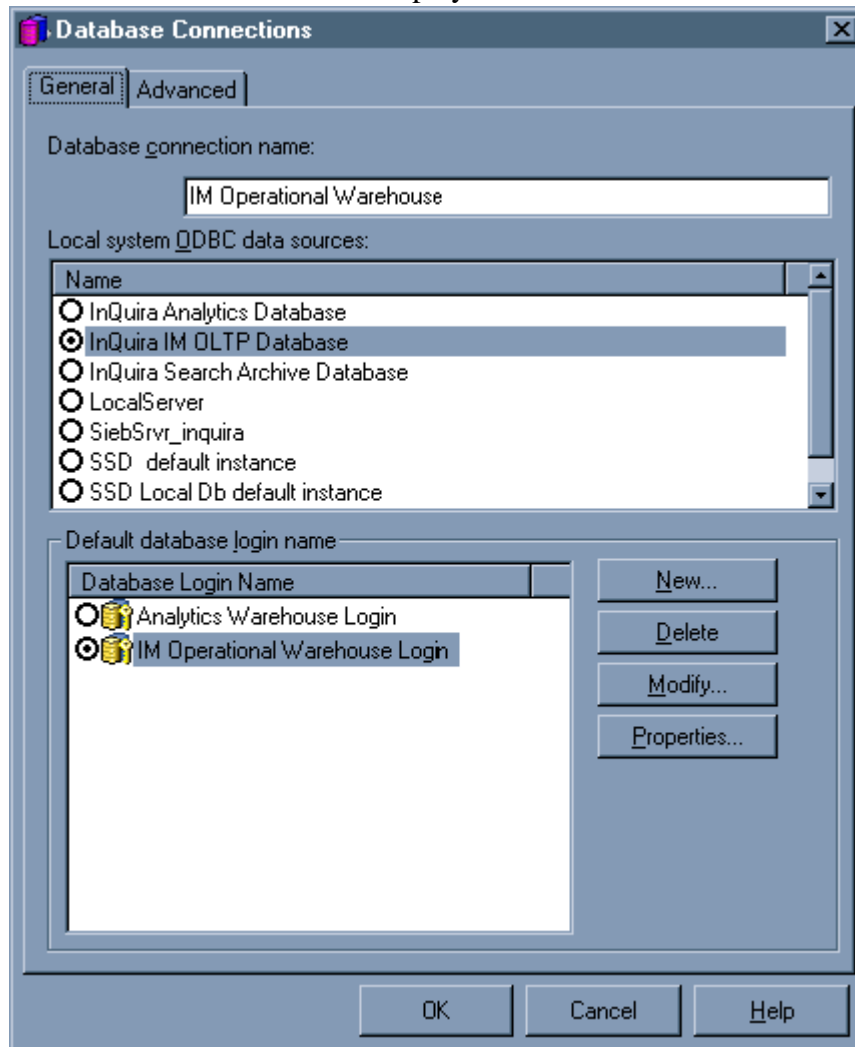 Database Connections
General Advanced
Database connection name:
IM Operational Warehouse
Local system ODBC data sources:
Name
InQuira Analytics Database
InQuira IM OLTP Database
InQuira Search Archive Database
LocalServer
SiebSrvr_inquira
SSD default instance
SSD Local Db default instance
Default database login name
Database Login Name
Analytics Warehouse Login
IM Operational Warehouse Login
New...
Delete
Modify...
Properties...
OK Cancel Help